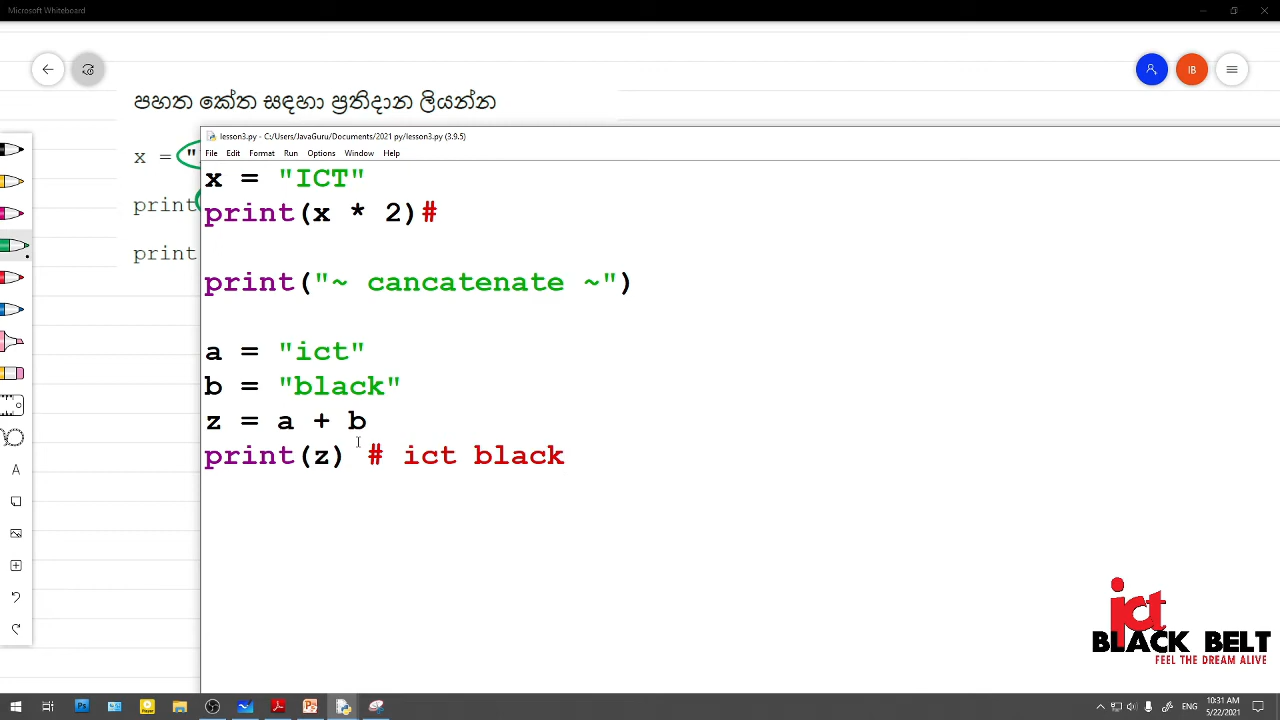 Microsoft Whiteboard
IB
පහත කේත සඳහා ප්‍රතිදාන ලියන්න
x = "
print
print
lesson3.py - C:/Users/JavaGuru/Documents/2021 py/lesson3.py (3.9.5)
File Edit Format Run Options Window Help
x = "ICT"
print(x * 2)#
print("~ cancatenate ~")
a = "ict"
b = "black"
z = a + b
print(z) # ict black
A
ict
BLACK BELT
FEEL THE DREAM ALIVE
10:31 AM
5/22/2021